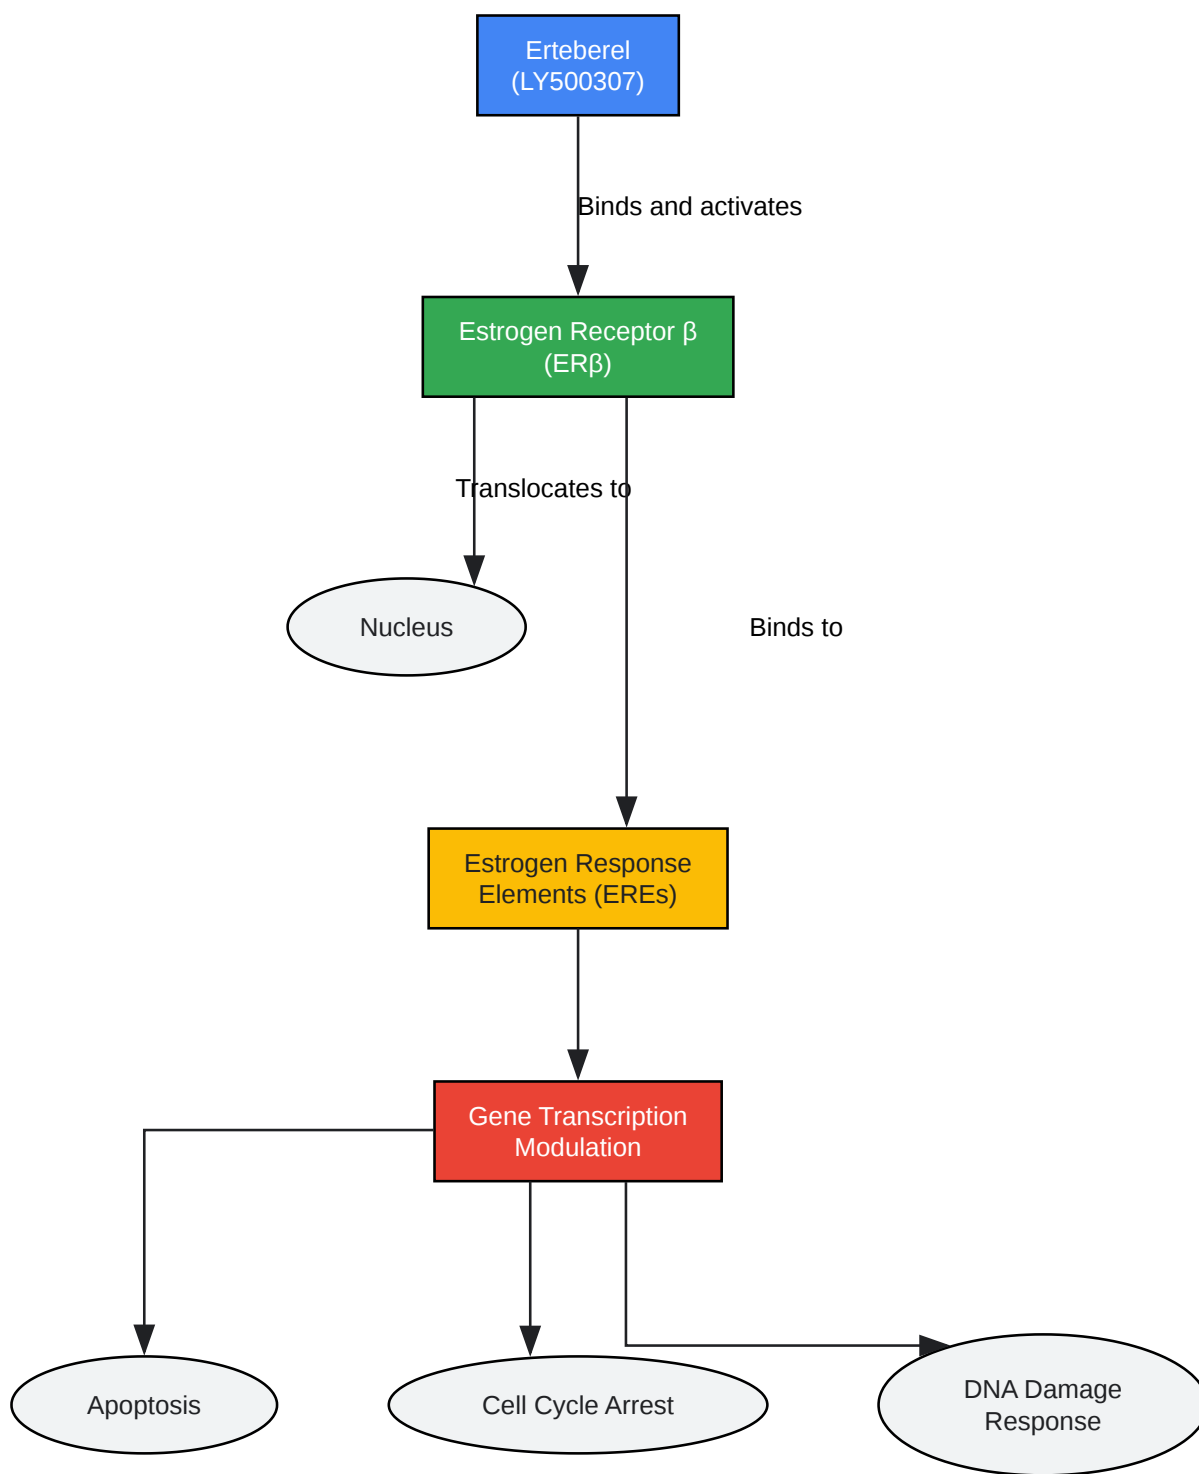 Erteberel
(LY500307)
Binds and activates
Estrogen Receptor β
(ERβ)
Translocates to
Nucleus
Binds to
Estrogen Response
Elements (EREs)
Gene Transcription
Modulation
Apoptosis
Cell Cycle Arrest
DNA Damage
Response